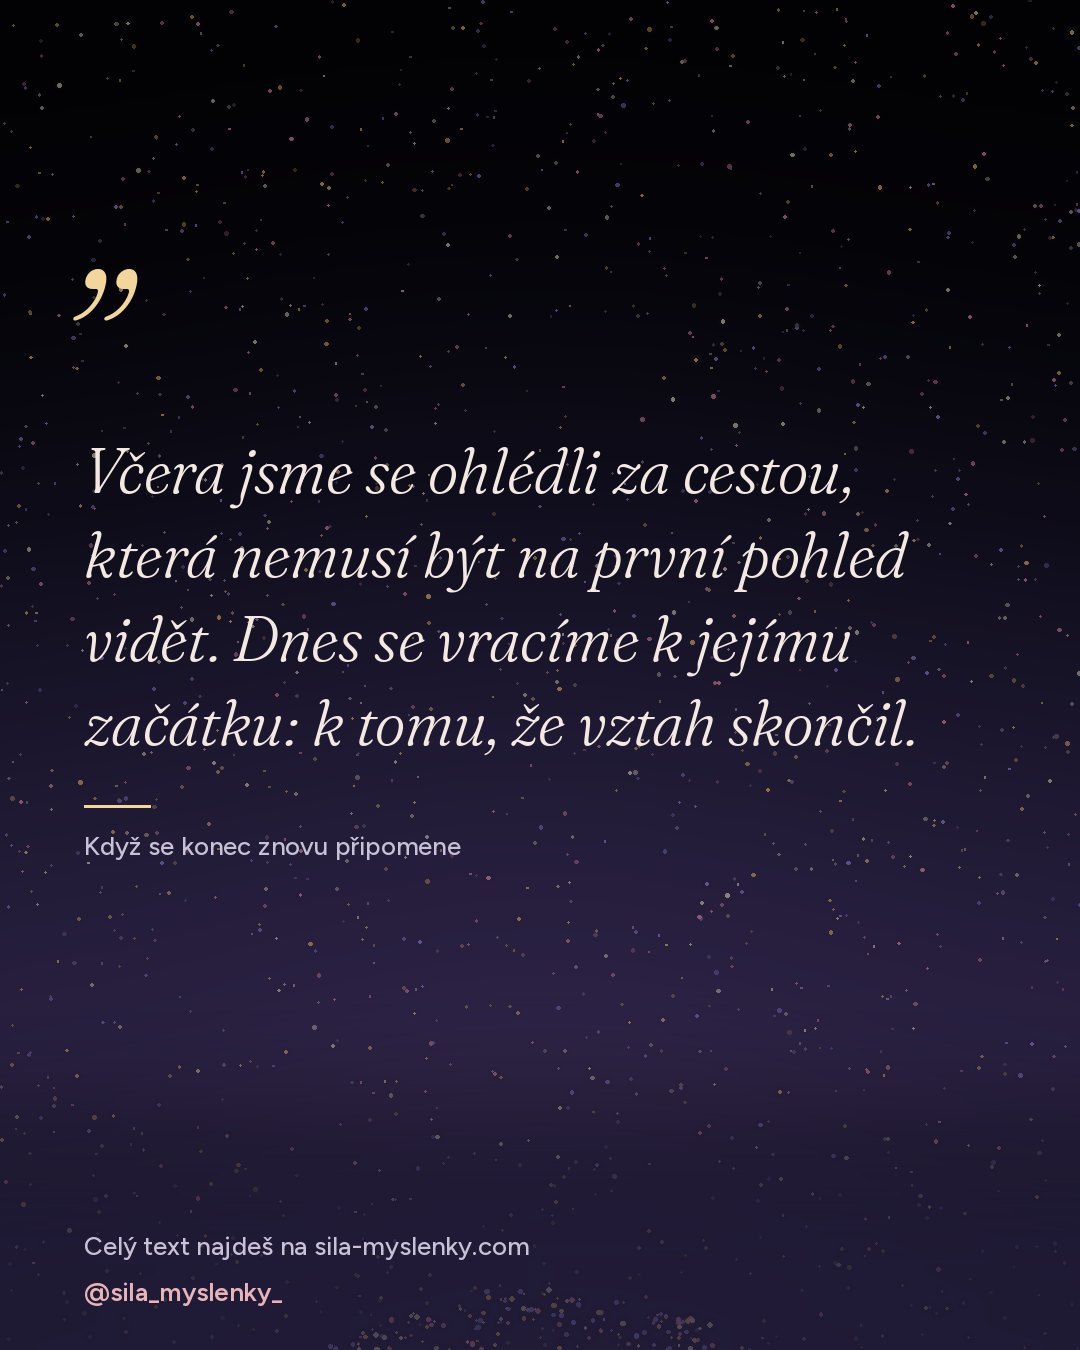 ”
Včera jsme se ohlédli za cestou,
která nemusí být na první pohled
vidět. Dnes se vracíme k jejímu
začátku: k tomu, že vztah skončil.
Když se konec znovu připomene
Celý text najdeš na sila-myslenky.com
@sila_myslenky_